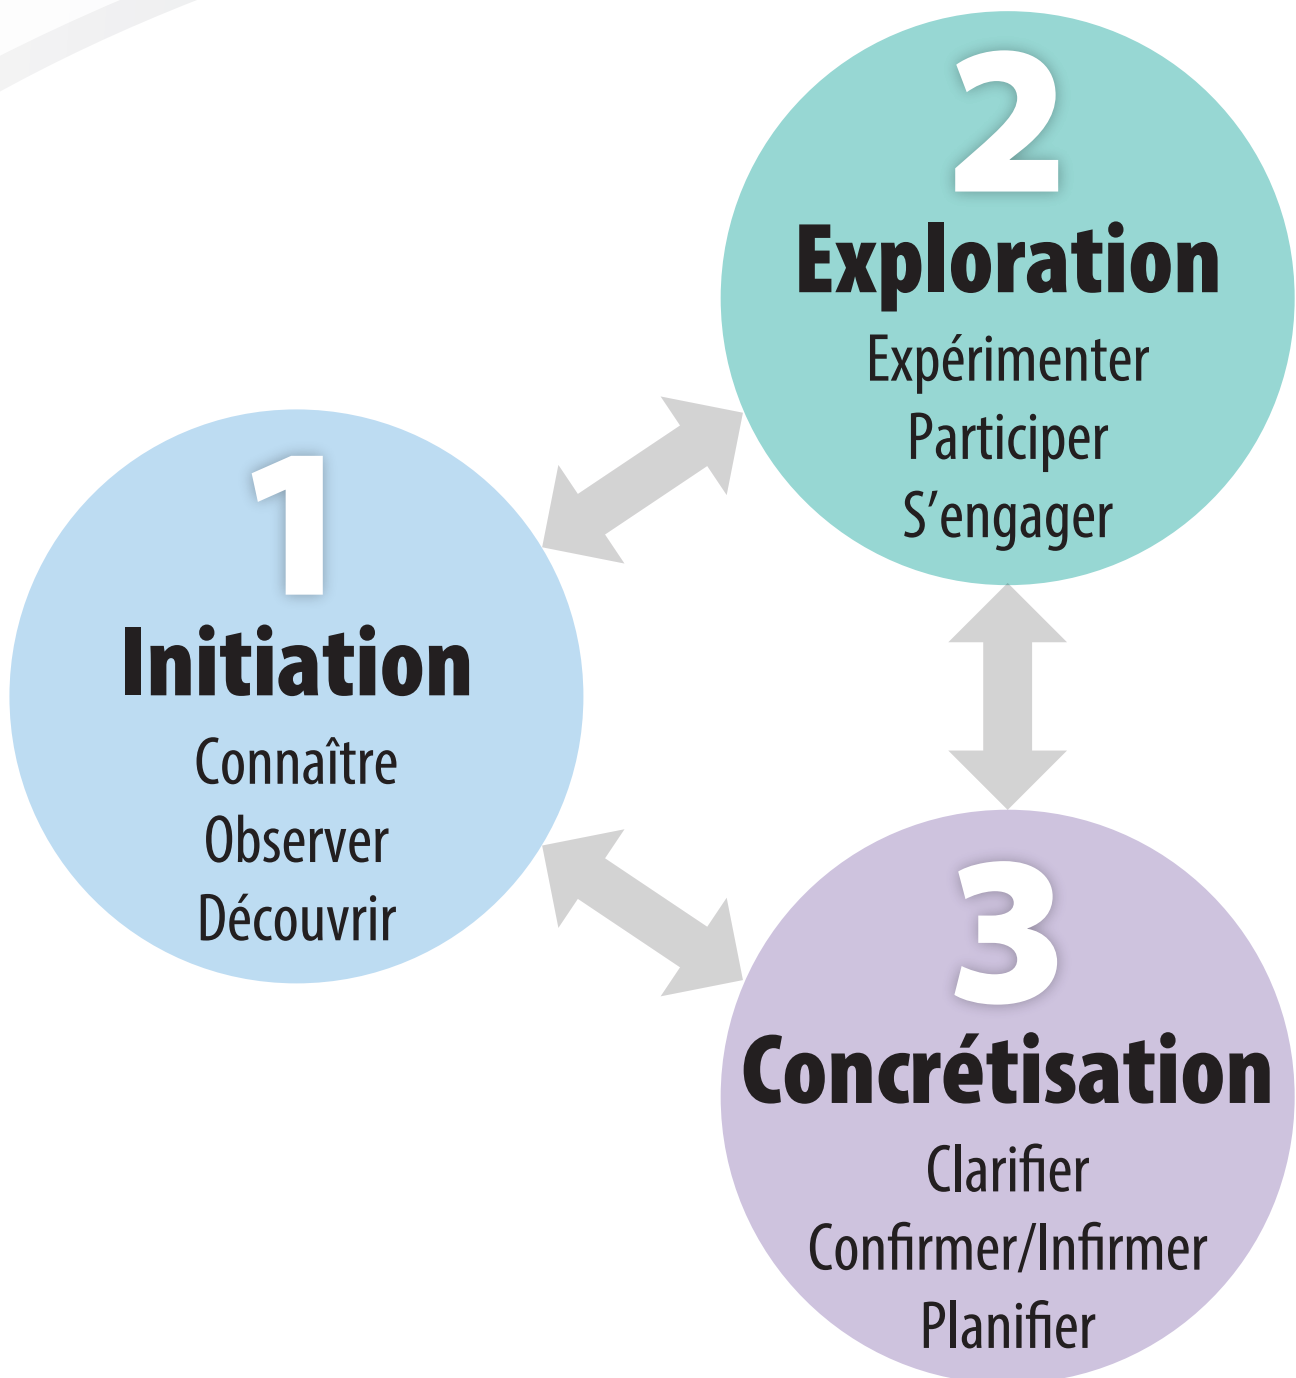 1
Initiation
Connaître
Observer
Découvrir
2
Exploration
Expérimenter
Participer
S’engager
3
Concrétisation
Clarifier
Confirmer/Infirmer
Planifier